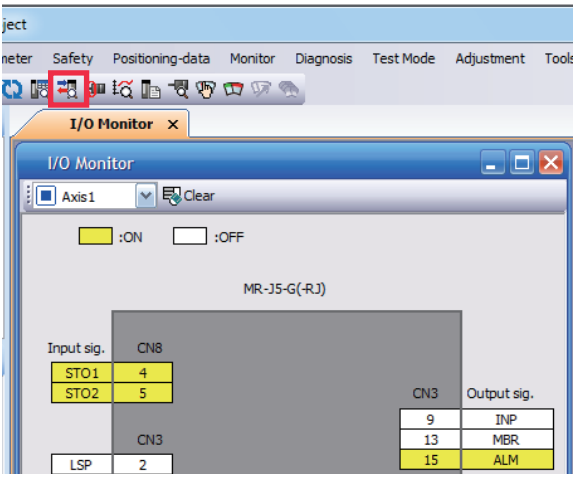 ject
meter Safety Positioning-data Monitor Diagnosis Test Mode Adjustment Tools
I/O Monitor X
I/O Monitor
Axis1 Clear
:ON :OFF
MR-J5-G(-RJ)
Input sig. CN8
STO1 4
STO2 5
CN3 Output sig.
9 INP
CN3
13 MBR
15 ALM
LSP 2